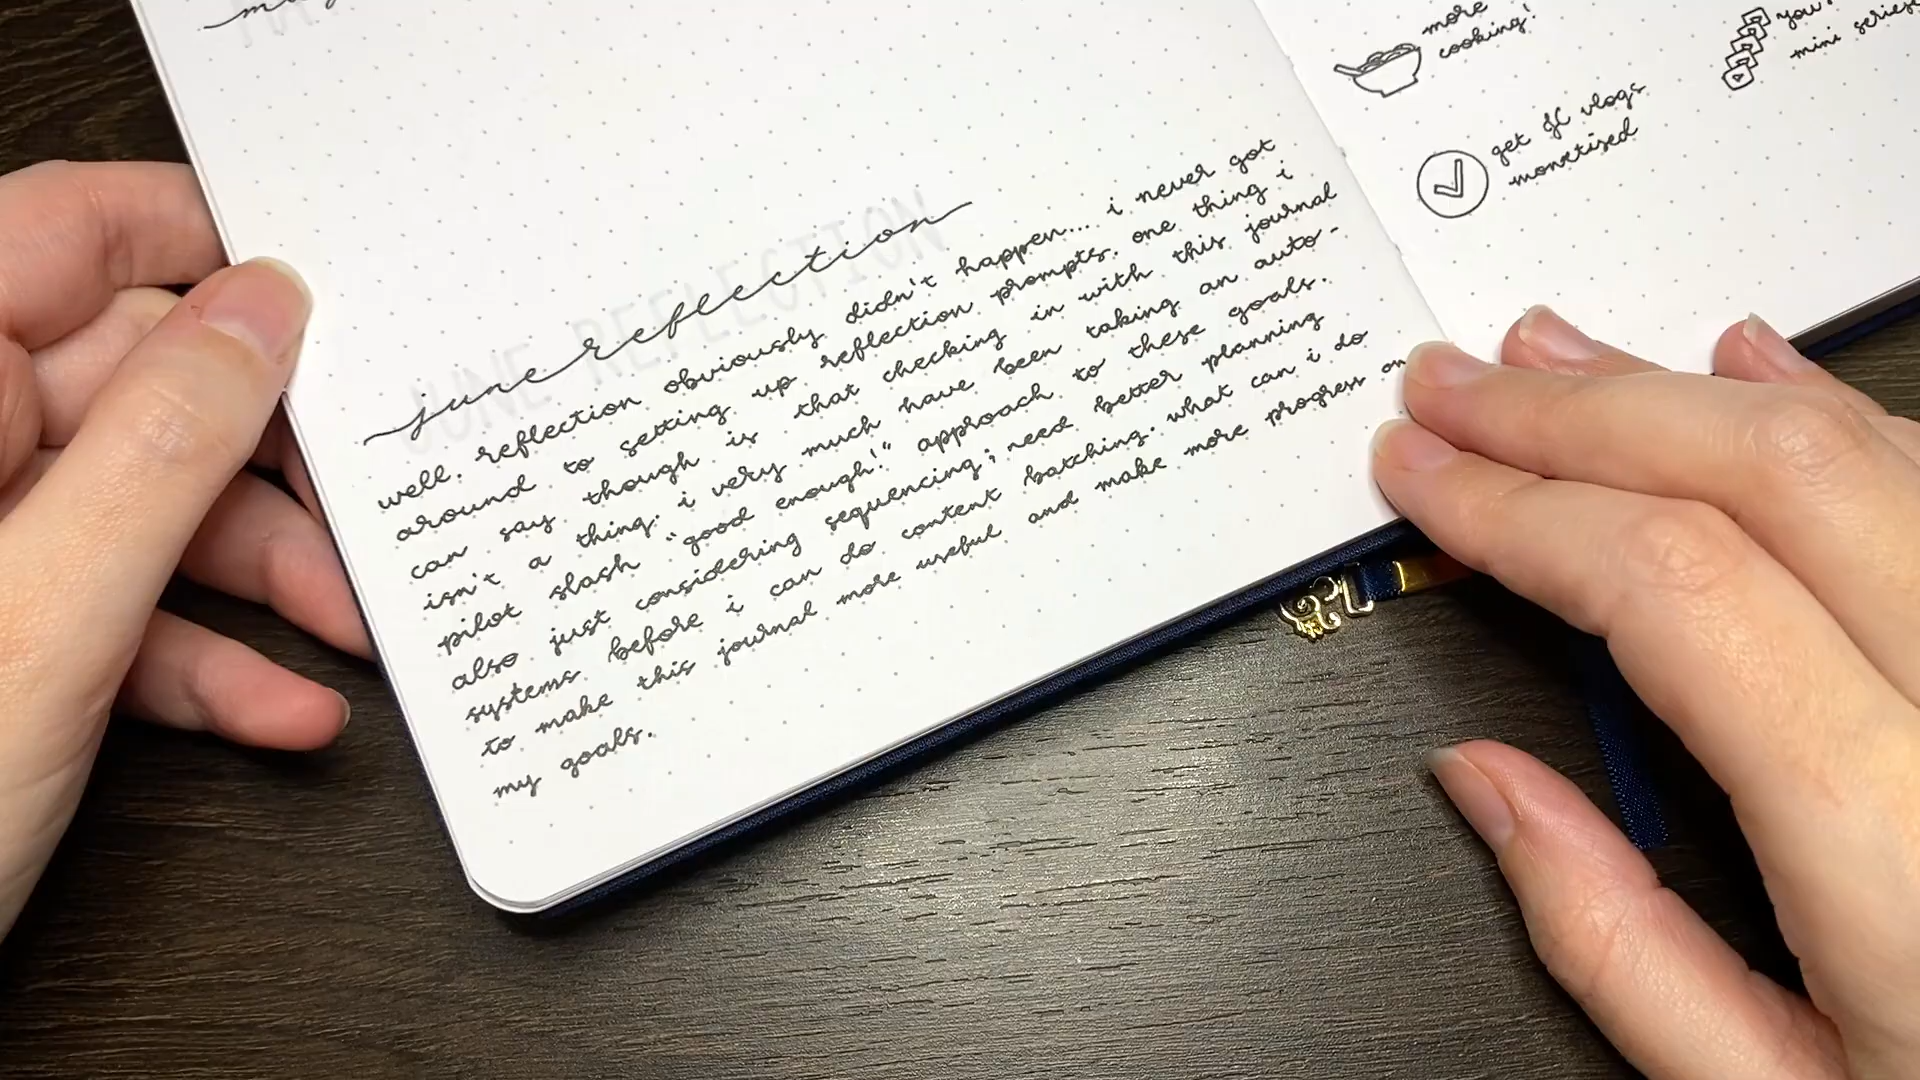 june reflection
JUNE REFLECTION
well. reflection obviously didn't happen... i never got
around to setting up reflection prompts. one thing i
can say though is that checking in with this journal
isn't a thing. i very much have been taking an auto-
pilot slash "good enough!" approach to these goals.
also just considering sequencing; need better planning
systems before i can do content batching. what can i do
to make this journal more useful and make more progress on
my goals.
more
cooking!
get JC vlogs
monetised
mini series